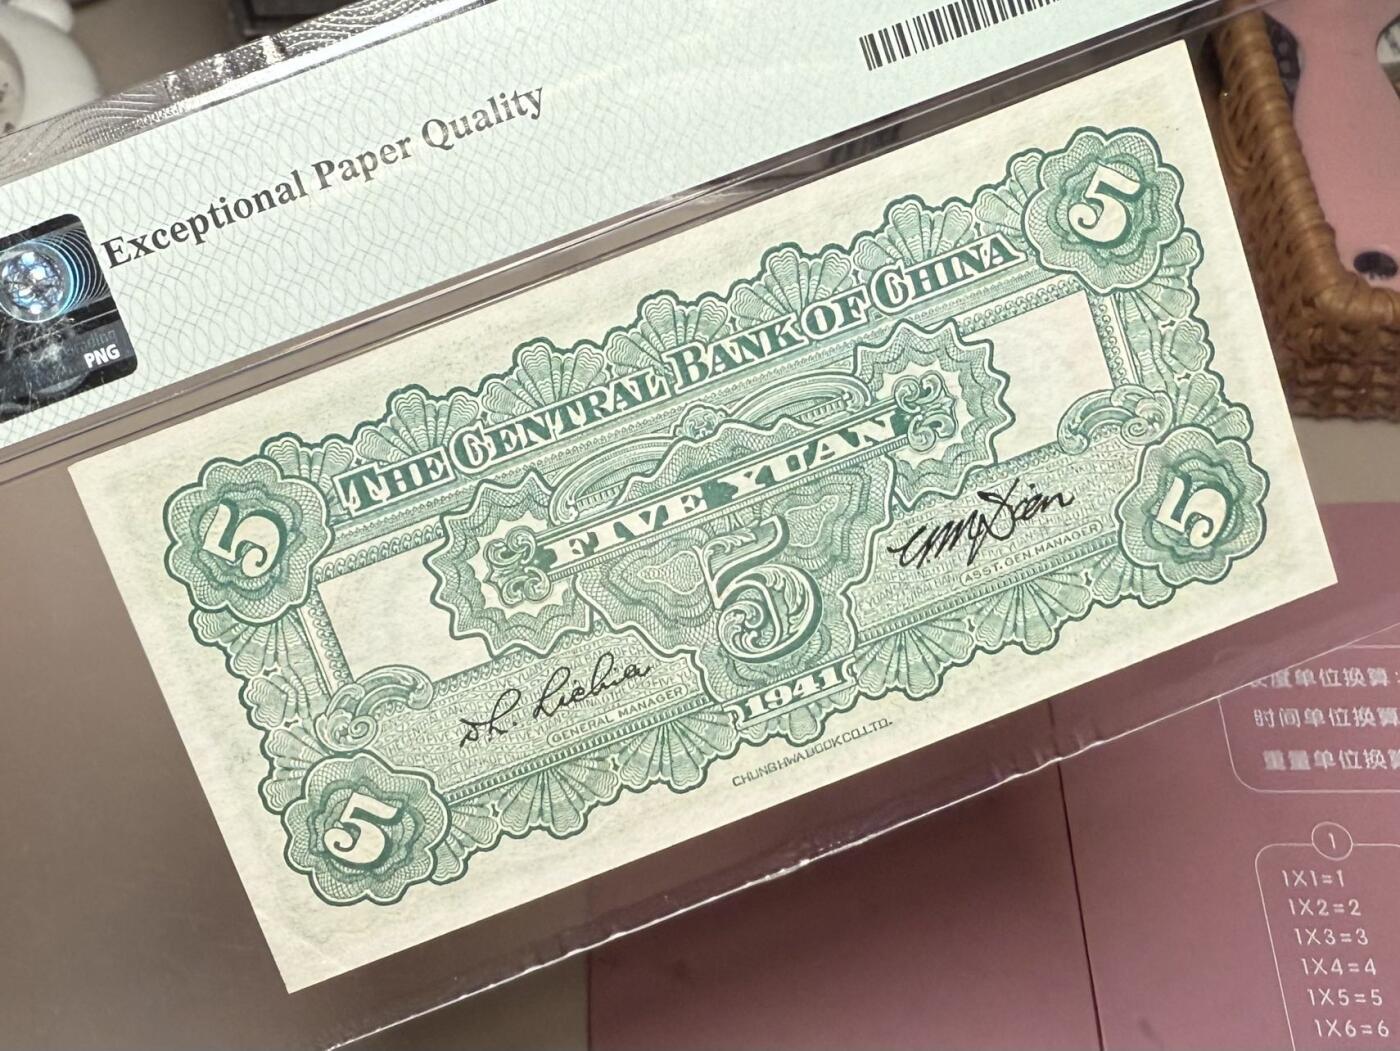 Exceptional Paper Quality
PNG
5
5
THE CENTRAL BANK OF CHINA
FIVE YUAN
5
5
5
GENERAL MANAGER
ASST. GEN. MANAGER
1941
CHUNG HWA BOOK CO. LTD.
长度单位换算:
时间单位换算
重量单位换算
1
1X1=1
1X2=2
1X3=3
1X4=4
1X5=5
1X6=6